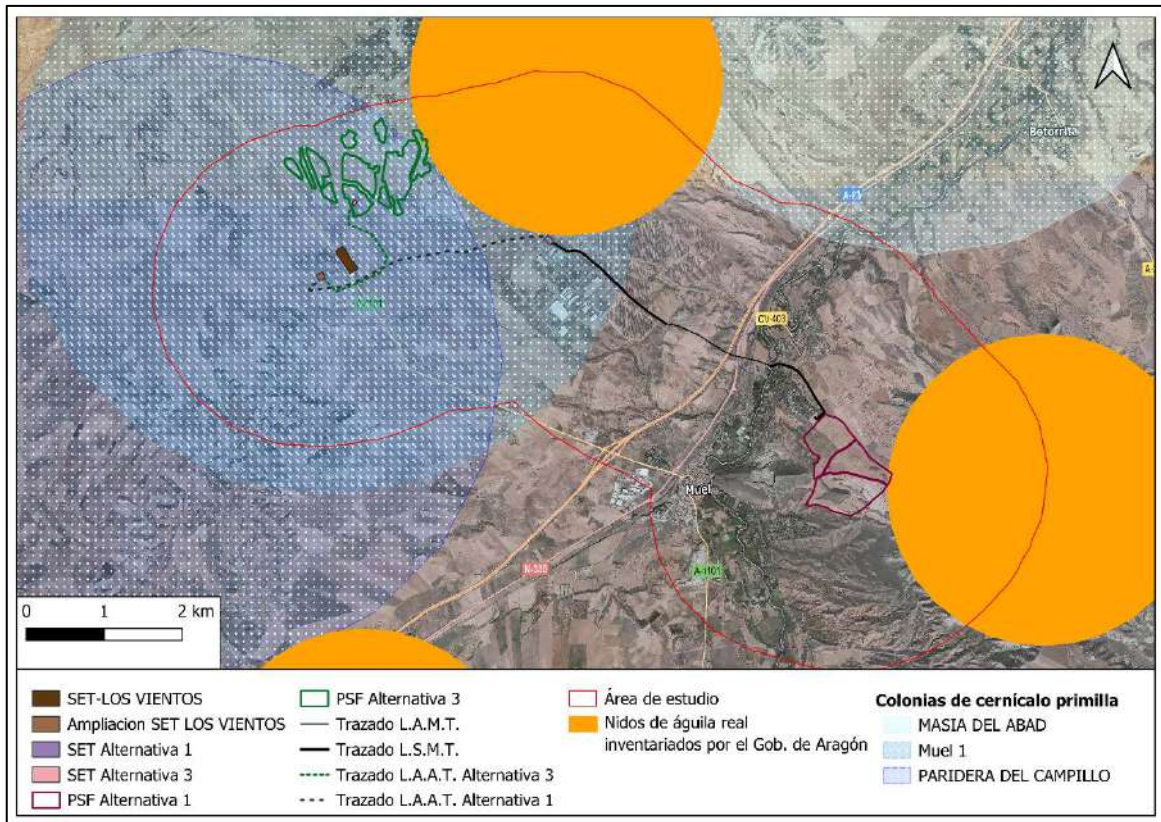 Botorrita
A-23
CV-403
Muel
N-330
A-1101
0 1 2 km
SET-LOS VIENTOS
Ampliacion SET LOS VIENTOS
SET Alternativa 1
SET Alternativa 3
PSF Alternativa 1
PSF Alternativa 3
Trazado L.A.M.T.
Trazado L.S.M.T.
Trazado L.A.A.T. Alternativa 3
Trazado L.A.A.T. Alternativa 1
Área de estudio
Nidos de águila real
inventariados por el Gob. de Aragón
Colonias de cernícalo primilla
MASIA DEL ABAD
Muel 1
PARIDERA DEL CAMPILLO